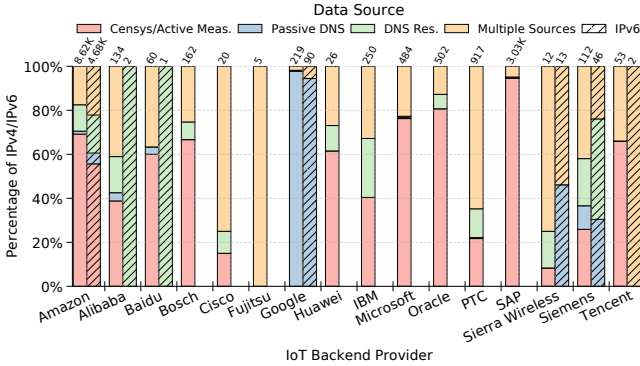 Data Source
Censys/Active Meas. Passive DNS DNS Res. Multiple Sources IPv6
8.62K 4.68K 134 2 60 1 162 20 5 219 90 26 250 484 502 917 3.03K 12 13 112 46 53 2
100%
80%
60%
40%
20%
0%
Percentage of IPv4/IPv6
Amazon Alibaba Baidu Bosch Cisco Fujitsu Google Huawei IBM Microsoft Oracle PTC SAP Sierra Wireless Siemens Tencent
IoT Backend Provider